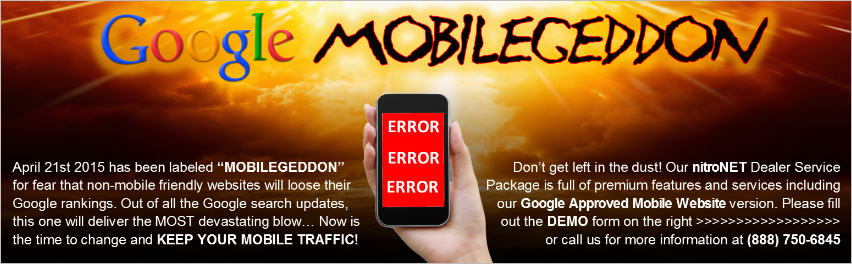 Google MOBILEGEDDON
ERROR
ERROR
ERROR
April 21st 2015 has been labeled “MOBILEGEDDON”
for fear that non-mobile friendly websites will loose their
Google rankings. Out of all the Google search updates,
this one will deliver the MOST devastating blow… Now is
the time to change and KEEP YOUR MOBILE TRAFFIC!
Don’t get left in the dust! Our nitroNET Dealer Service
Package is full of premium features and services including
our Google Approved Mobile Website version. Please fill
out the DEMO form on the right >>>>>>>>>>>>>>>>>>
or call us for more information at (888) 750-6845